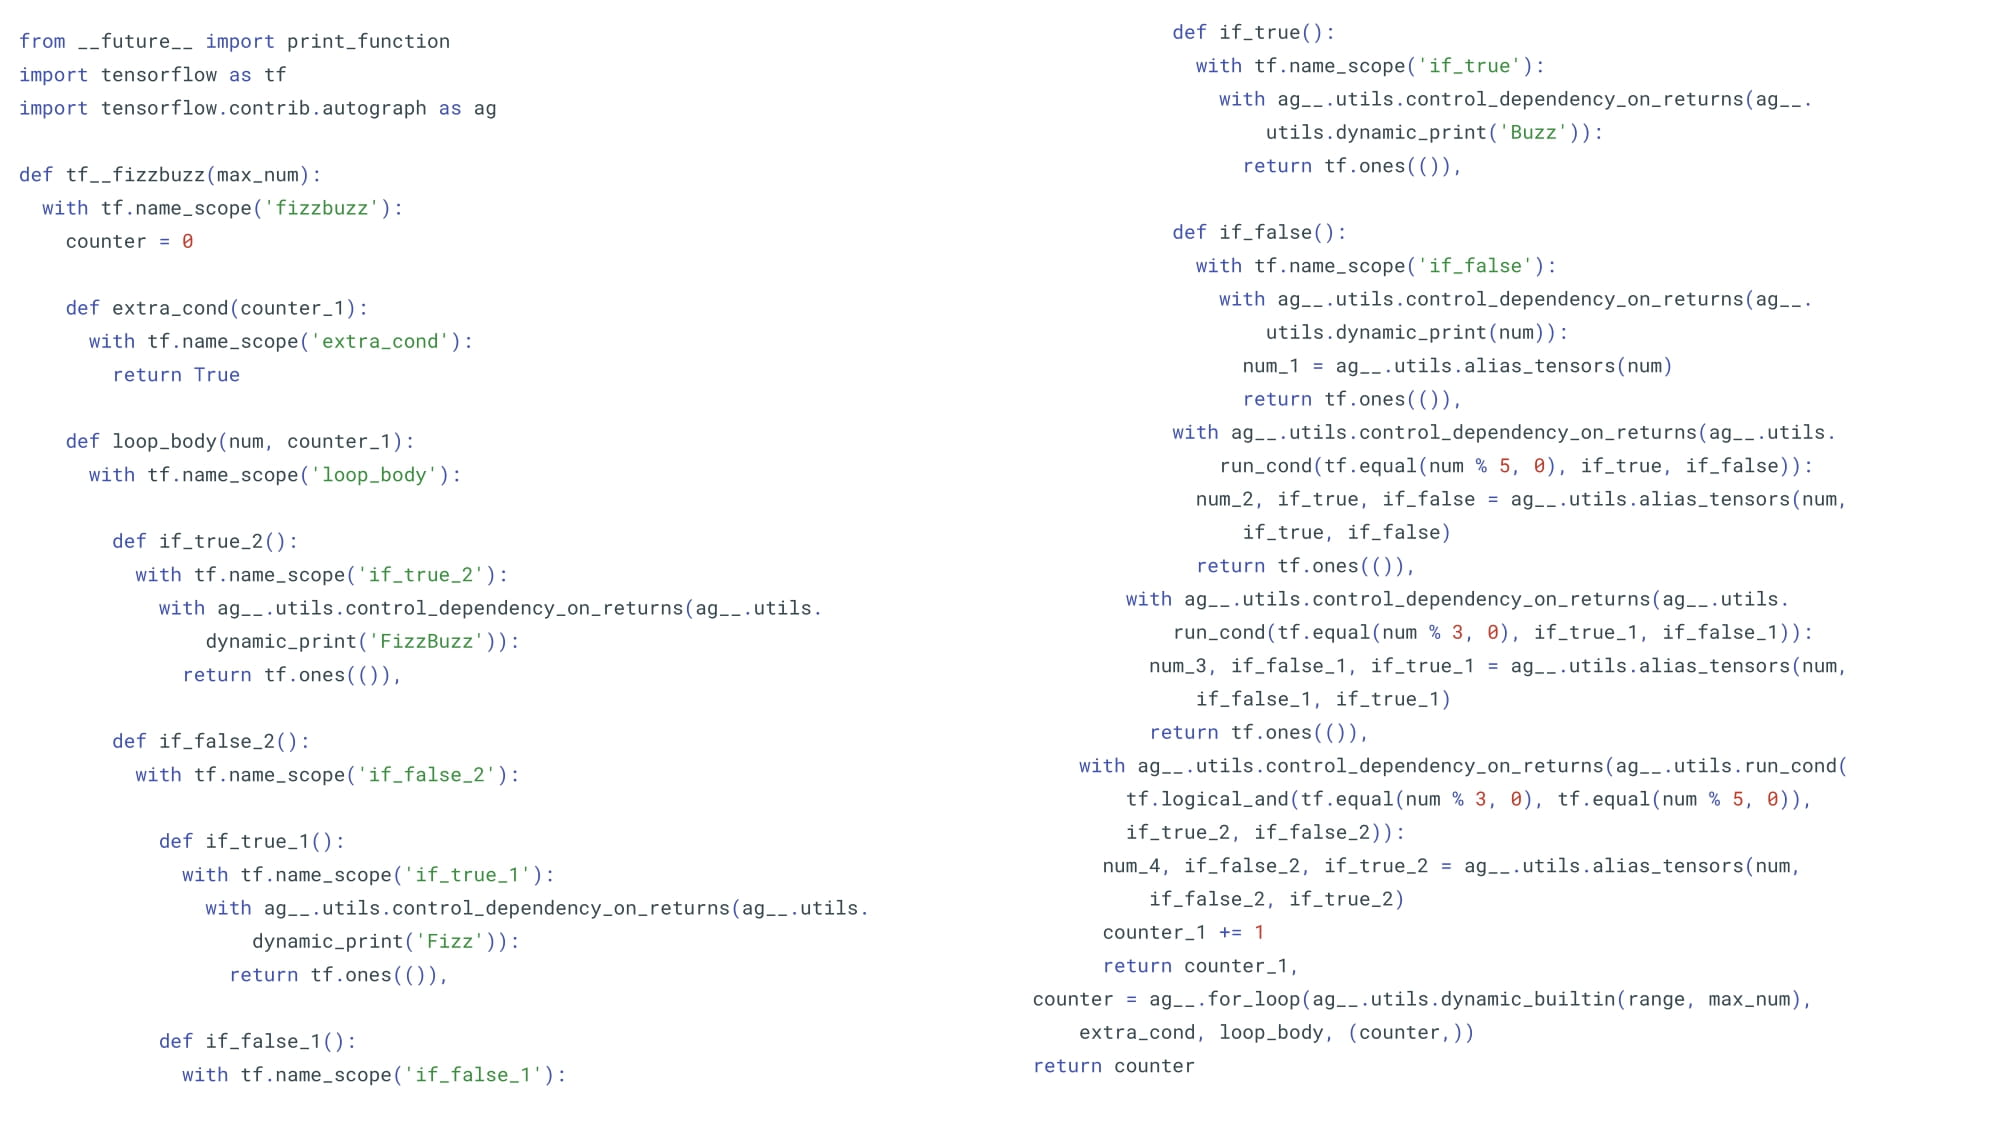 from __future__ import print_function
import tensorflow as tf
import tensorflow.contrib.autograph as ag

def tf__fizzbuzz(max_num):
  with tf.name_scope('fizzbuzz'):
    counter = 0

    def extra_cond(counter_1):
      with tf.name_scope('extra_cond'):
        return True

    def loop_body(num, counter_1):
      with tf.name_scope('loop_body'):

        def if_true_2():
          with tf.name_scope('if_true_2'):
            with ag__.utils.control_dependency_on_returns(ag__.utils.
                dynamic_print('FizzBuzz')):
              return tf.ones(()),

        def if_false_2():
          with tf.name_scope('if_false_2'):

            def if_true_1():
              with tf.name_scope('if_true_1'):
                with ag__.utils.control_dependency_on_returns(ag__.utils.
                    dynamic_print('Fizz')):
                  return tf.ones(()),

            def if_false_1():
              with tf.name_scope('if_false_1'):
                def if_true():
                  with tf.name_scope('if_true'):
                    with ag__.utils.control_dependency_on_returns(ag__.
                        utils.dynamic_print('Buzz')):
                      return tf.ones(()),

                def if_false():
                  with tf.name_scope('if_false'):
                    with ag__.utils.control_dependency_on_returns(ag__.
                        utils.dynamic_print(num)):
                      num_1 = ag__.utils.alias_tensors(num)
                      return tf.ones(()),
                with ag__.utils.control_dependency_on_returns(ag__.utils.
                    run_cond(tf.equal(num % 5, 0), if_true, if_false)):
                  num_2, if_true, if_false = ag__.utils.alias_tensors(num,
                      if_true, if_false)
                  return tf.ones(()),
            with ag__.utils.control_dependency_on_returns(ag__.utils.
                run_cond(tf.equal(num % 3, 0), if_true_1, if_false_1)):
              num_3, if_false_1, if_true_1 = ag__.utils.alias_tensors(num,
                  if_false_1, if_true_1)
              return tf.ones(()),
        with ag__.utils.control_dependency_on_returns(ag__.utils.run_cond(
            tf.logical_and(tf.equal(num % 3, 0), tf.equal(num % 5, 0)),
            if_true_2, if_false_2)):
          num_4, if_false_2, if_true_2 = ag__.utils.alias_tensors(num,
              if_false_2, if_true_2)
          counter_1 += 1
          return counter_1,
    counter = ag__.for_loop(ag__.utils.dynamic_builtin(range, max_num),
        extra_cond, loop_body, (counter,))
    return counter